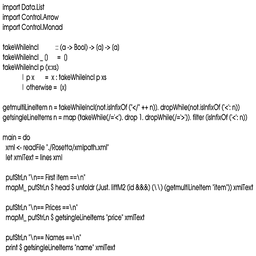 import Data.List
import Control.Arrow
import Control.Monad
takeWhileIncl :: (a -> Bool) -> (a) -> (a)
takeWhileIncl _ () = ()
takeWhileIncl p (x:xs)
| p x = x : takeWhileIncl p xs
| otherwise = (x)
getmultiLineItem n = takeWhileIncl(not.isInfixOf ("</" ++ n)). dropWhile(not.isInfixOf ('<': n))
getsingleLineItems n = map (takeWhile(/='<'). drop 1. dropWhile(/='>')). filter (isInfixOf ('<': n))
main = do
xml <- readFile "./Rosetta/xmlpath.xml"
let xmlText = lines xml
putStrLn "\n== First item ==\n"
mapM_ putStrLn $ head $ unfoldr (Just. liftM2 (id &&&) (\\) (getmultiLineItem "item")) xmlText
putStrLn "\n== Prices ==\n"
mapM_ putStrLn $ getsingleLineItems "price" xmlText
putStrLn "\n== Names ==\n"
print $ getsingleLineItems "name" xmlText